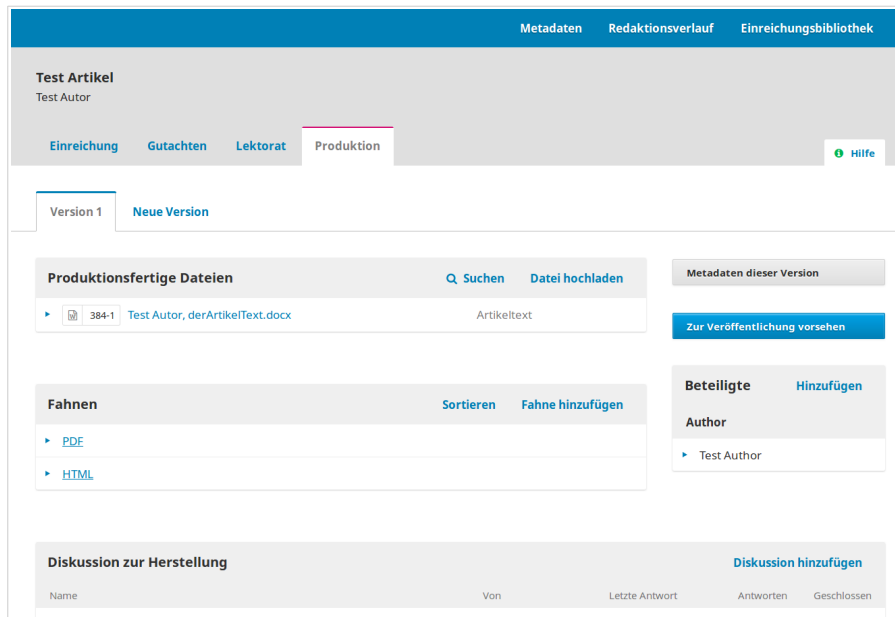 Metadaten Redaktionsverlauf Einreichungsbibliothek
Test Artikel
Test Autor
Einreichung Gutachten Lektorat Produktion
Hilfe
Version 1 Neue Version
Produktionsfertige Dateien Suchen Datei hochladen
384-1 Test Autor, derArtikelText.docx Artikeltext
Metadaten dieser Version
Zur Veröffentlichung vorsehen
Fahnen Sortieren Fahne hinzufügen
PDF
HTML
Beteiligte Hinzufügen
Author
Test Author
Diskussion zur Herstellung Diskussion hinzufügen
Name Von Letzte Antwort Antworten Geschlossen